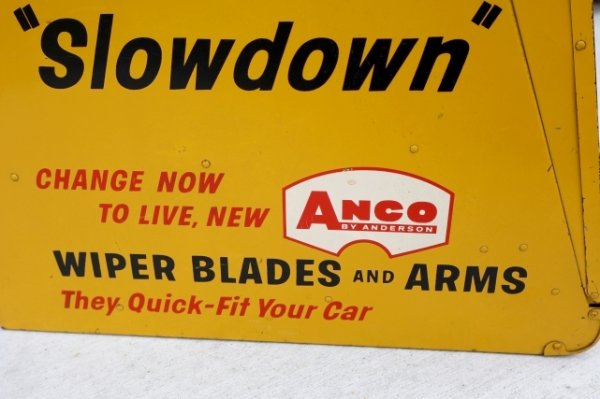 "Slowdown"
CHANGE NOW
TO LIVE, NEW
ANCO
BY ANDERSON
WIPER BLADES AND ARMS
They Quick-Fit Your Car